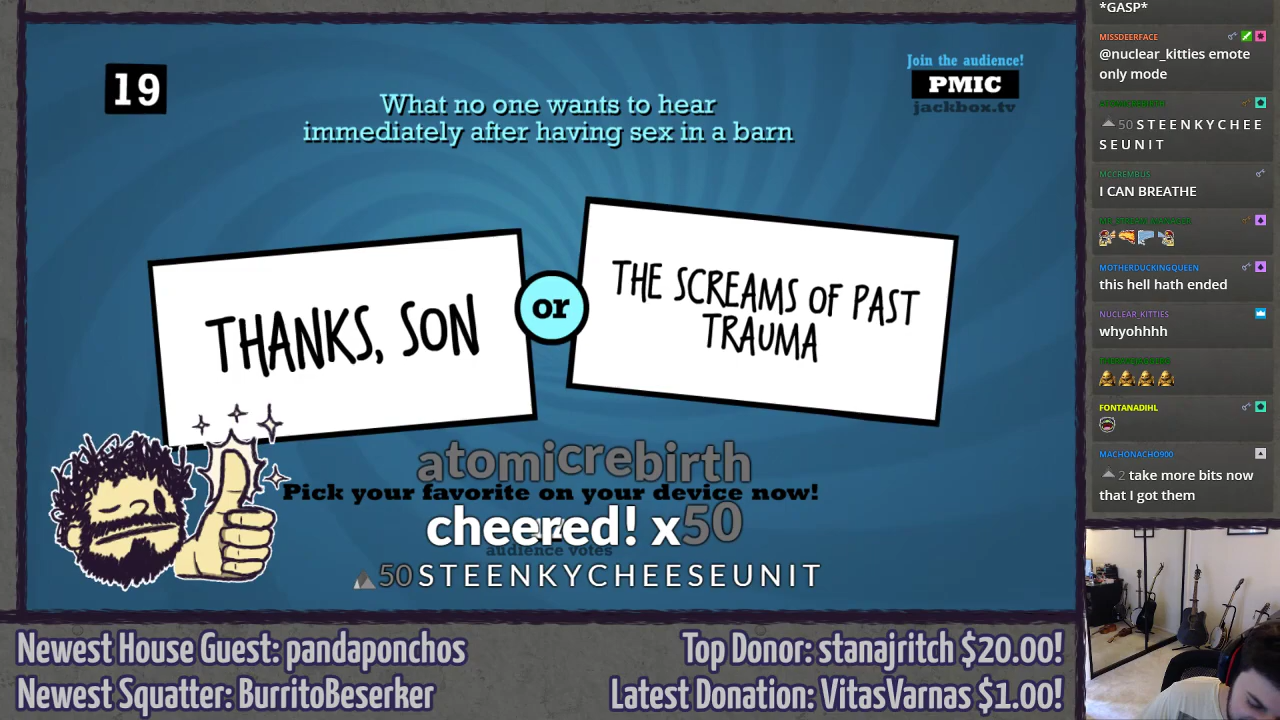 19
What no one wants to hear
immediately after having sex in a barn
Join the audience!
PMIC
jackbox.tv
THANKS, SON
or
THE SCREAMS OF PAST
TRAUMA
atomicrebirth
Pick your favorite on your device now!
cheered! x50
audience votes
50 STEENKYCHEESEUNIT
Newest House Guest: pandaponchos
Newest Squatter: BurritoBeserker
Top Donor: stanajritch $20.00!
Latest Donation: VitasVarnas $1.00!
*GASP*
MISSDEERFACE
@nuclear_kitties emote
only mode
ATOMICREBIRTH
50 S T E E N K Y C H E E
S E U N I T
MCCREMBUS
I CAN BREATHE
MOTHERDUCKINGQUEEN
this hell hath ended
NUCLEAR_KITTIES
whyohhhh
FONTANADIHL
MACHONACHO900
2 take more bits now
that I got them